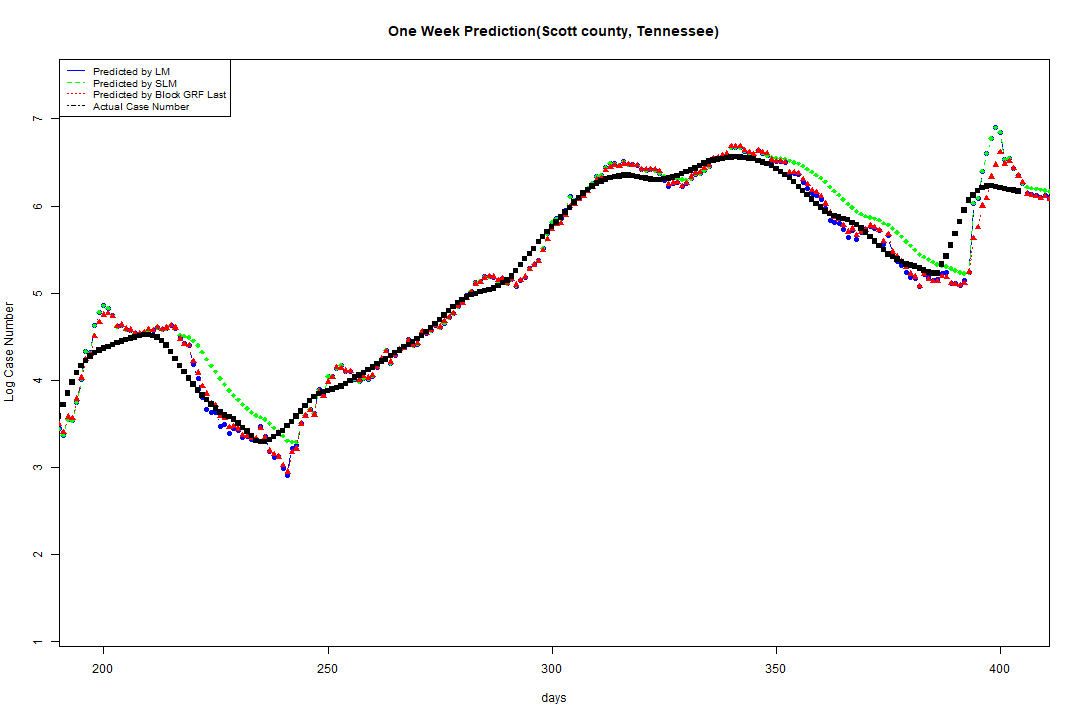 One Week Prediction(Scott county, Tennessee)
Predicted by LM
Predicted by SLM
Predicted by Block GRF Last
Actual Case Number
7
6
5
4
3
2
1
Log Case Number
200 250 300 350 400
days